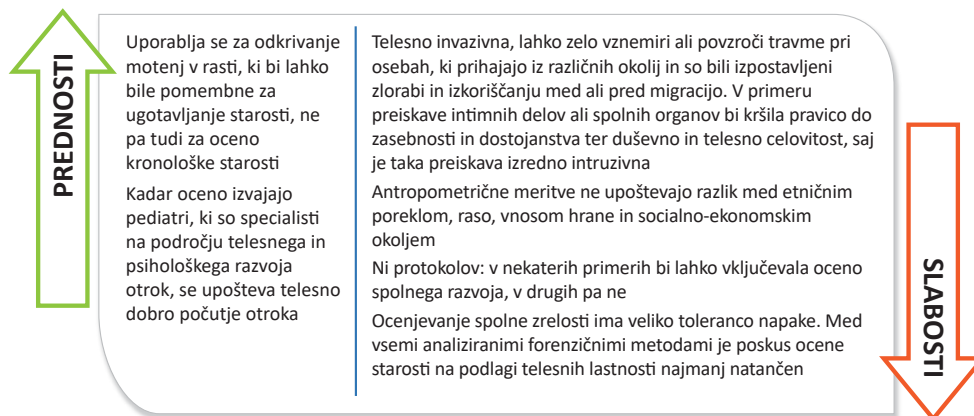 PREDNOSTI
Uporablja se za odkrivanje
motenj v rasti, ki bi lahko
bile pomembne za
ugotavljanje starosti, ne
pa tudi za oceno
kronološke starosti
Kadar oceno izvajajo
pediatri, ki so specialisti
na področju telesnega in
psihološkega razvoja
otrok, se upošteva telesno
dobro počutje otroka
Telesno invazivna, lahko zelo vznemiri ali povzroči travme pri
osebah, ki prihajajo iz različnih okolij in so bili izpostavljeni
zlorabi in izkoriščanju med ali pred migracijo. V primeru
preiskave intimnih delov ali spolnih organov bi kršila pravico do
zasebnosti in dostojanstva ter duševno in telesno celovitost, saj
je taka preiskava izredno intruzivna
Antropometrične meritve ne upoštevajo razlik med etničnim
poreklom, raso, vnosom hrane in socialno-ekonomskim
okoljem
Ni protokolov: v nekaterih primerih bi lahko vključevala oceno
spolnega razvoja, v drugih pa ne
Ocenjevanje spolne zrelosti ima veliko toleranco napake. Med
vsemi analiziranimi forenzičnimi metodami je poskus ocene
starosti na podlagi telesnih lastnosti najmanj natančen
SLABOSTI